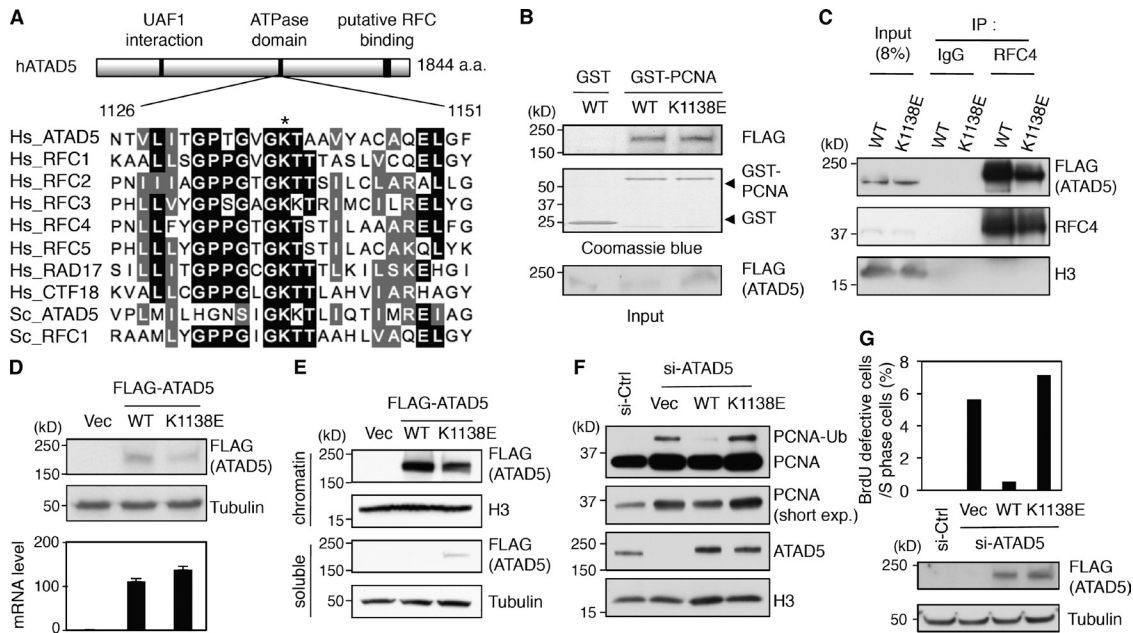 A
UAF1 interaction
ATPase domain
putative RFC binding
hATAD5
1844 a.a.
1126
1151
*
Hs_ATAD5 NTVLITGPTGVGKTAAVYACAQELGF
Hs_RFC1 KAALLSGPPGVGKTTTASLVCQELGY
Hs_RFC2 PNIIIAGPPGTGKTTSILCLARALLG
Hs_RFC3 PHLLVYGPSGAGKKTRIMCILRELYG
Hs_RFC4 PNLLFYGPPGTGKTSTILAAARELFG
Hs_RFC5 PHLLLYGPPGTGKTSTILACAKQLYK
Hs_RAD17 SILLITGPPGCGKTTTLKILSKEHGI
Hs_CTF18 KVALLCGPPGLGKTTLAHVIARHAGY
Sc_ATAD5 VPLMILHGNSIGKKTLIQTIMREIAG
Sc_RFC1 RAAMLYGPPGIGKTTAAHLVAQELGY
B
GST GST-PCNA
(kD) WT WT K1138E
250
150
FLAG
50
37
25
GST-PCNA
GST
Coomassie blue
250
FLAG (ATAD5)
Input
C
Input (8%)
IP :
IgG RFC4
WT K1138E WT K1138E WT K1138E
(kD)
250
150
FLAG (ATAD5)
37
RFC4
15
H3
D
FLAG-ATAD5
Vec WT K1138E
(kD)
250
150
FLAG (ATAD5)
50
Tubulin
mRNA level
200
100
0
E
FLAG-ATAD5
(kD) Vec WT K1138E
chromatin
250
150
FLAG (ATAD5)
15
H3
soluble
250
150
FLAG (ATAD5)
50
Tubulin
F
si-Ctrl
si-ATAD5
Vec WT K1138E
(kD)
50
37
PCNA-Ub
PCNA
37
PCNA (short exp.)
250
150
ATAD5
15
H3
G
BrdU defective cells /S phase cells (%)
8
6
4
2
0
si-Ctrl
Vec WT K1138E
si-ATAD5
(kD)
250
150
FLAG (ATAD5)
50
Tubulin